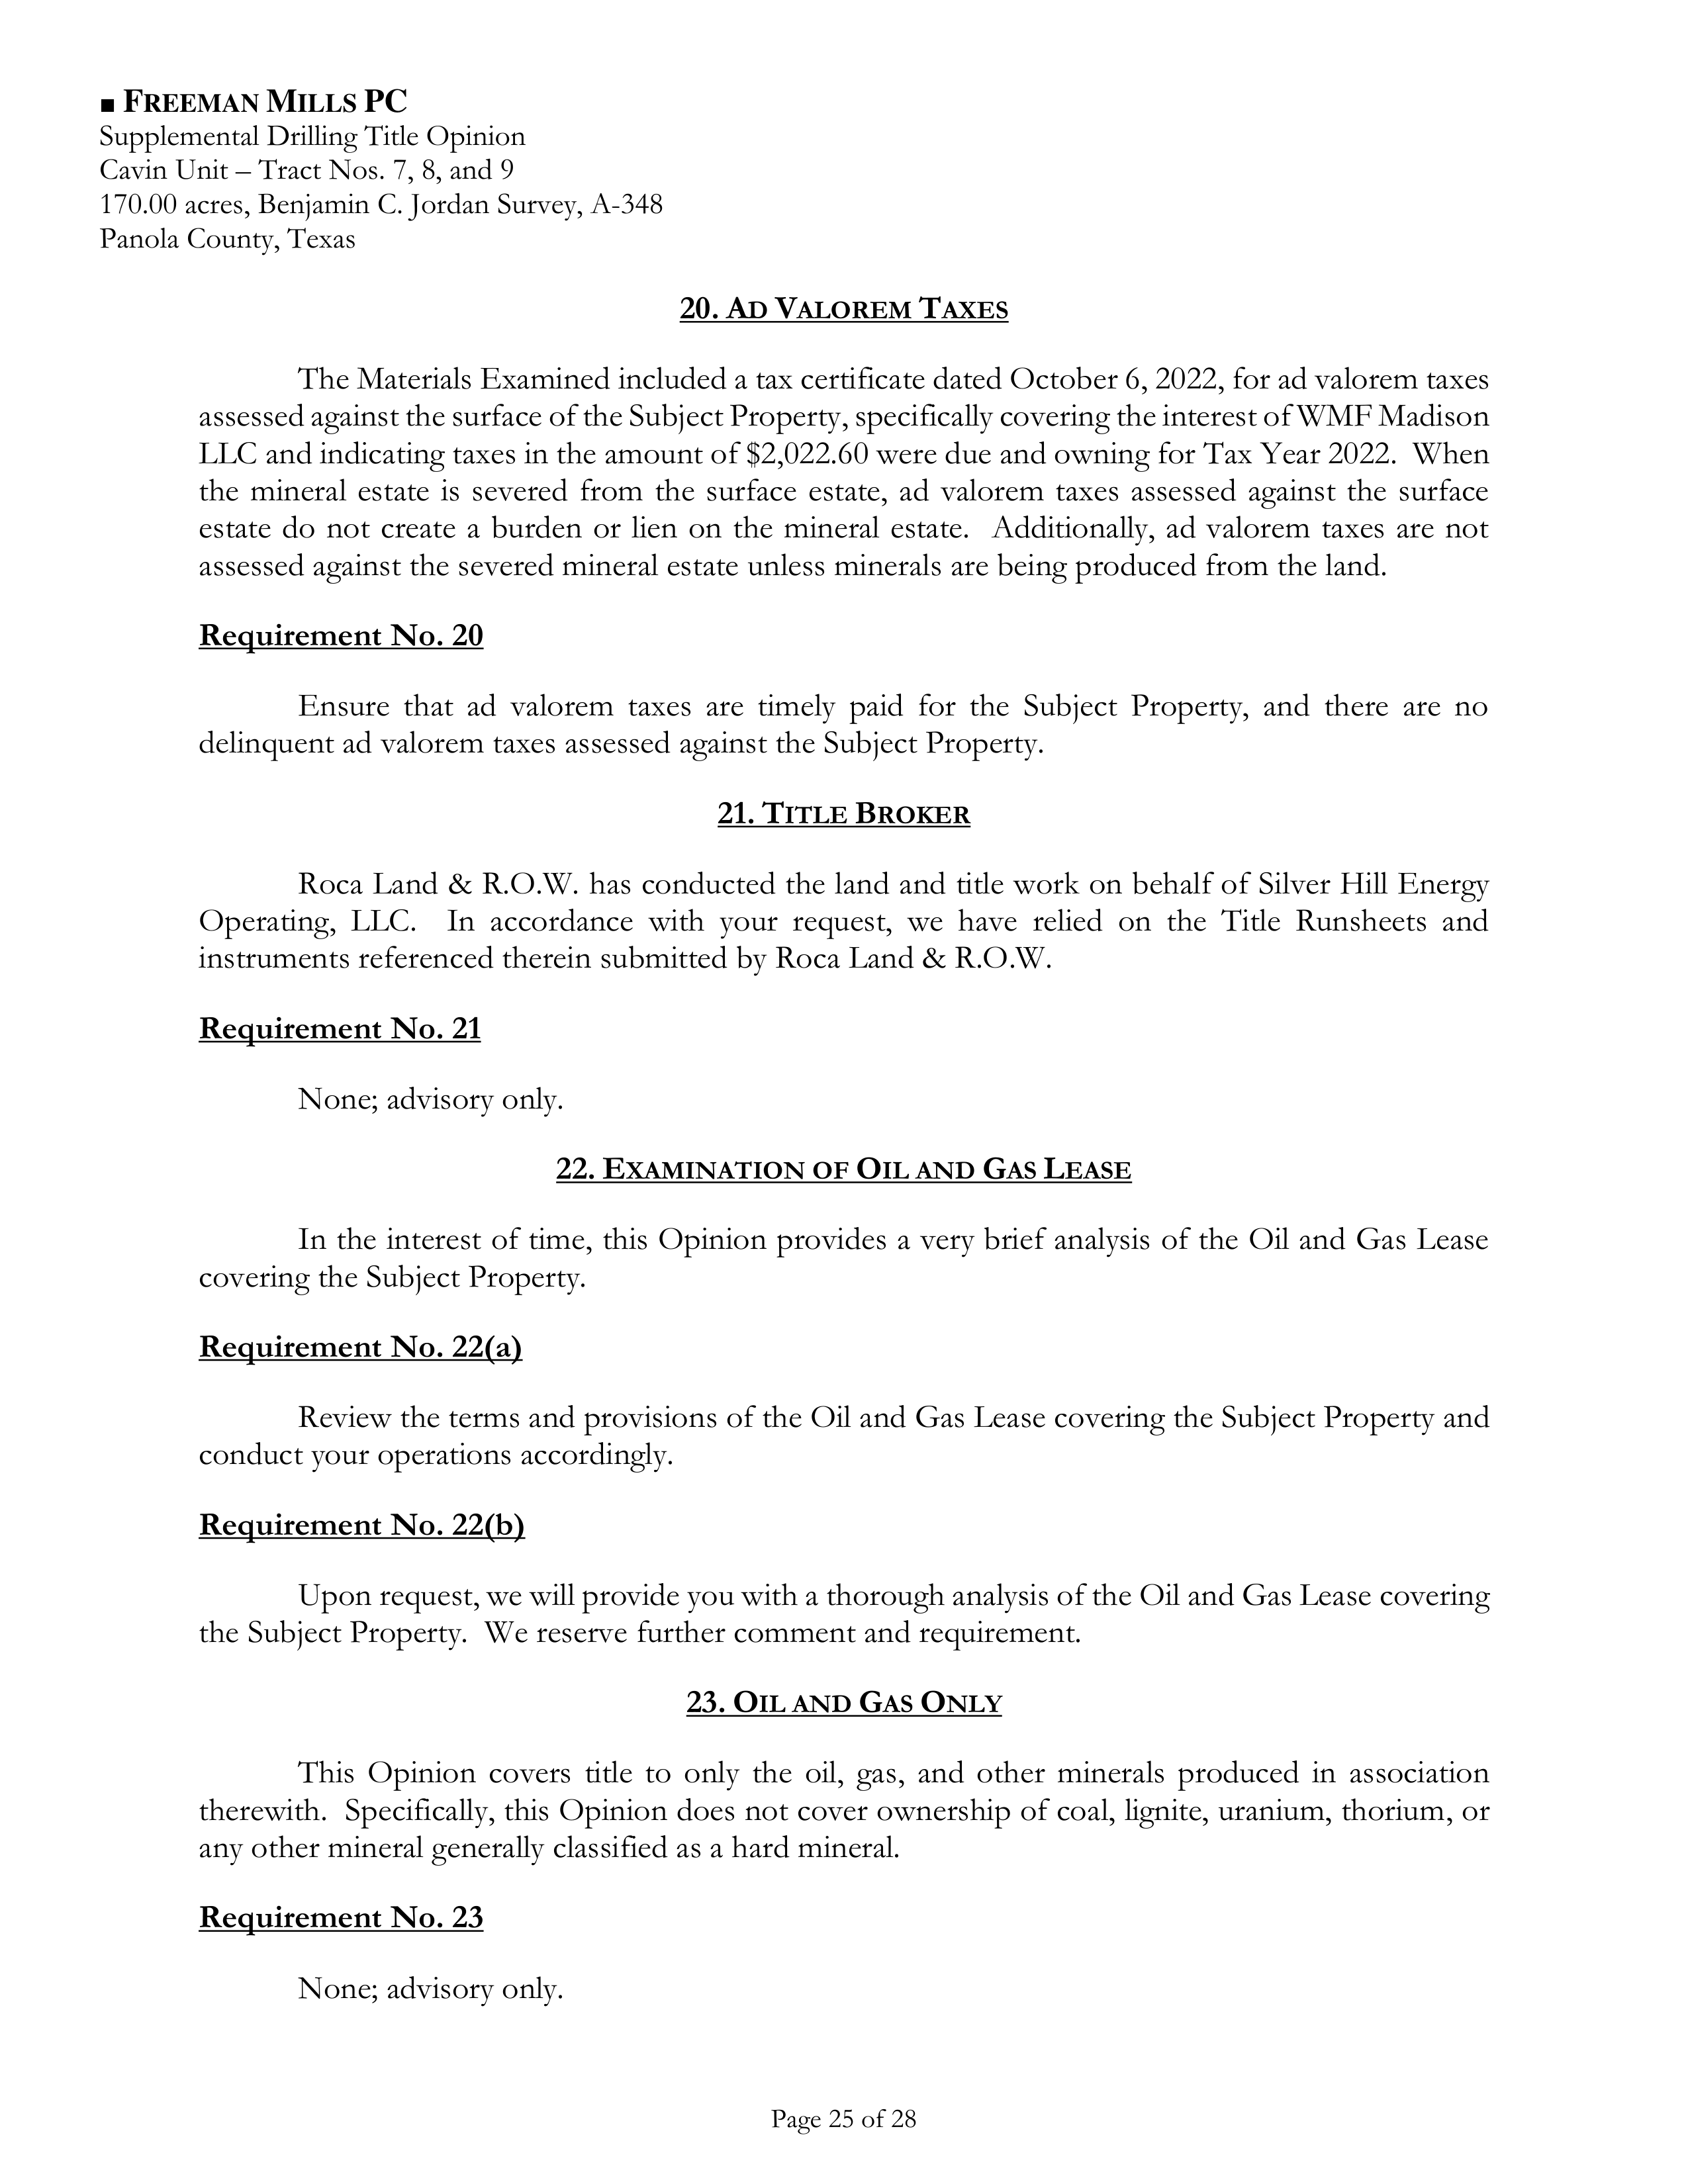 ■ FREEMAN MILLS PC
Supplemental Drilling Title Opinion
Cavin Unit – Tract Nos. 7, 8, and 9
170.00 acres, Benjamin C. Jordan Survey, A-348
Panola County, Texas
20. AD VALOREM TAXES
The Materials Examined included a tax certificate dated October 6, 2022, for ad valorem taxes
assessed against the surface of the Subject Property, specifically covering the interest of WMF Madison
LLC and indicating taxes in the amount of $2,022.60 were due and owning for Tax Year 2022. When
the mineral estate is severed from the surface estate, ad valorem taxes assessed against the surface
estate do not create a burden or lien on the mineral estate. Additionally, ad valorem taxes are not
assessed against the severed mineral estate unless minerals are being produced from the land.
Requirement No. 20
Ensure that ad valorem taxes are timely paid for the Subject Property, and there are no
delinquent ad valorem taxes assessed against the Subject Property.
21. TITLE BROKER
Roca Land & R.O.W. has conducted the land and title work on behalf of Silver Hill Energy
Operating, LLC. In accordance with your request, we have relied on the Title Runsheets and
instruments referenced therein submitted by Roca Land & R.O.W.
Requirement No. 21
None; advisory only.
22. EXAMINATION OF OIL AND GAS LEASE
In the interest of time, this Opinion provides a very brief analysis of the Oil and Gas Lease
covering the Subject Property.
Requirement No. 22(a)
Review the terms and provisions of the Oil and Gas Lease covering the Subject Property and
conduct your operations accordingly.
Requirement No. 22(b)
Upon request, we will provide you with a thorough analysis of the Oil and Gas Lease covering
the Subject Property. We reserve further comment and requirement.
23. OIL AND GAS ONLY
This Opinion covers title to only the oil, gas, and other minerals produced in association
therewith. Specifically, this Opinion does not cover ownership of coal, lignite, uranium, thorium, or
any other mineral generally classified as a hard mineral.
Requirement No. 23
None; advisory only.
Page 25 of 28